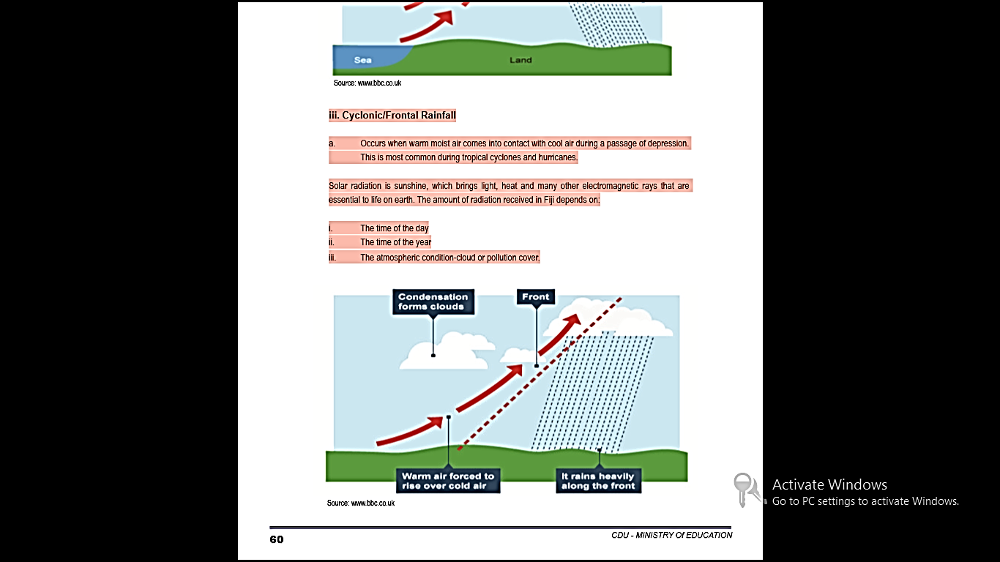 Sea
Land
Source: www.bbc.co.uk
iii. Cyclonic/Frontal Rainfall
a. Occurs when warm moist air comes into contact with cool air during a passage of depression.
This is most common during tropical cyclones and hurricanes.
Solar radiation is sunshine, which brings light, heat and many other electromagnetic rays that are
essential to life on earth. The amount of radiation received in Fiji depends on:
i. The time of the day
ii. The time of the year
iii. The atmospheric condition-cloud or pollution cover.
Condensation
forms clouds
Front
Warm air forced to
rise over cold air
It rains heavily
along the front
Source: www.bbc.co.uk
60
CDU - MINISTRY Of EDUCATION
Activate Windows
Go to PC settings to activate Windows.